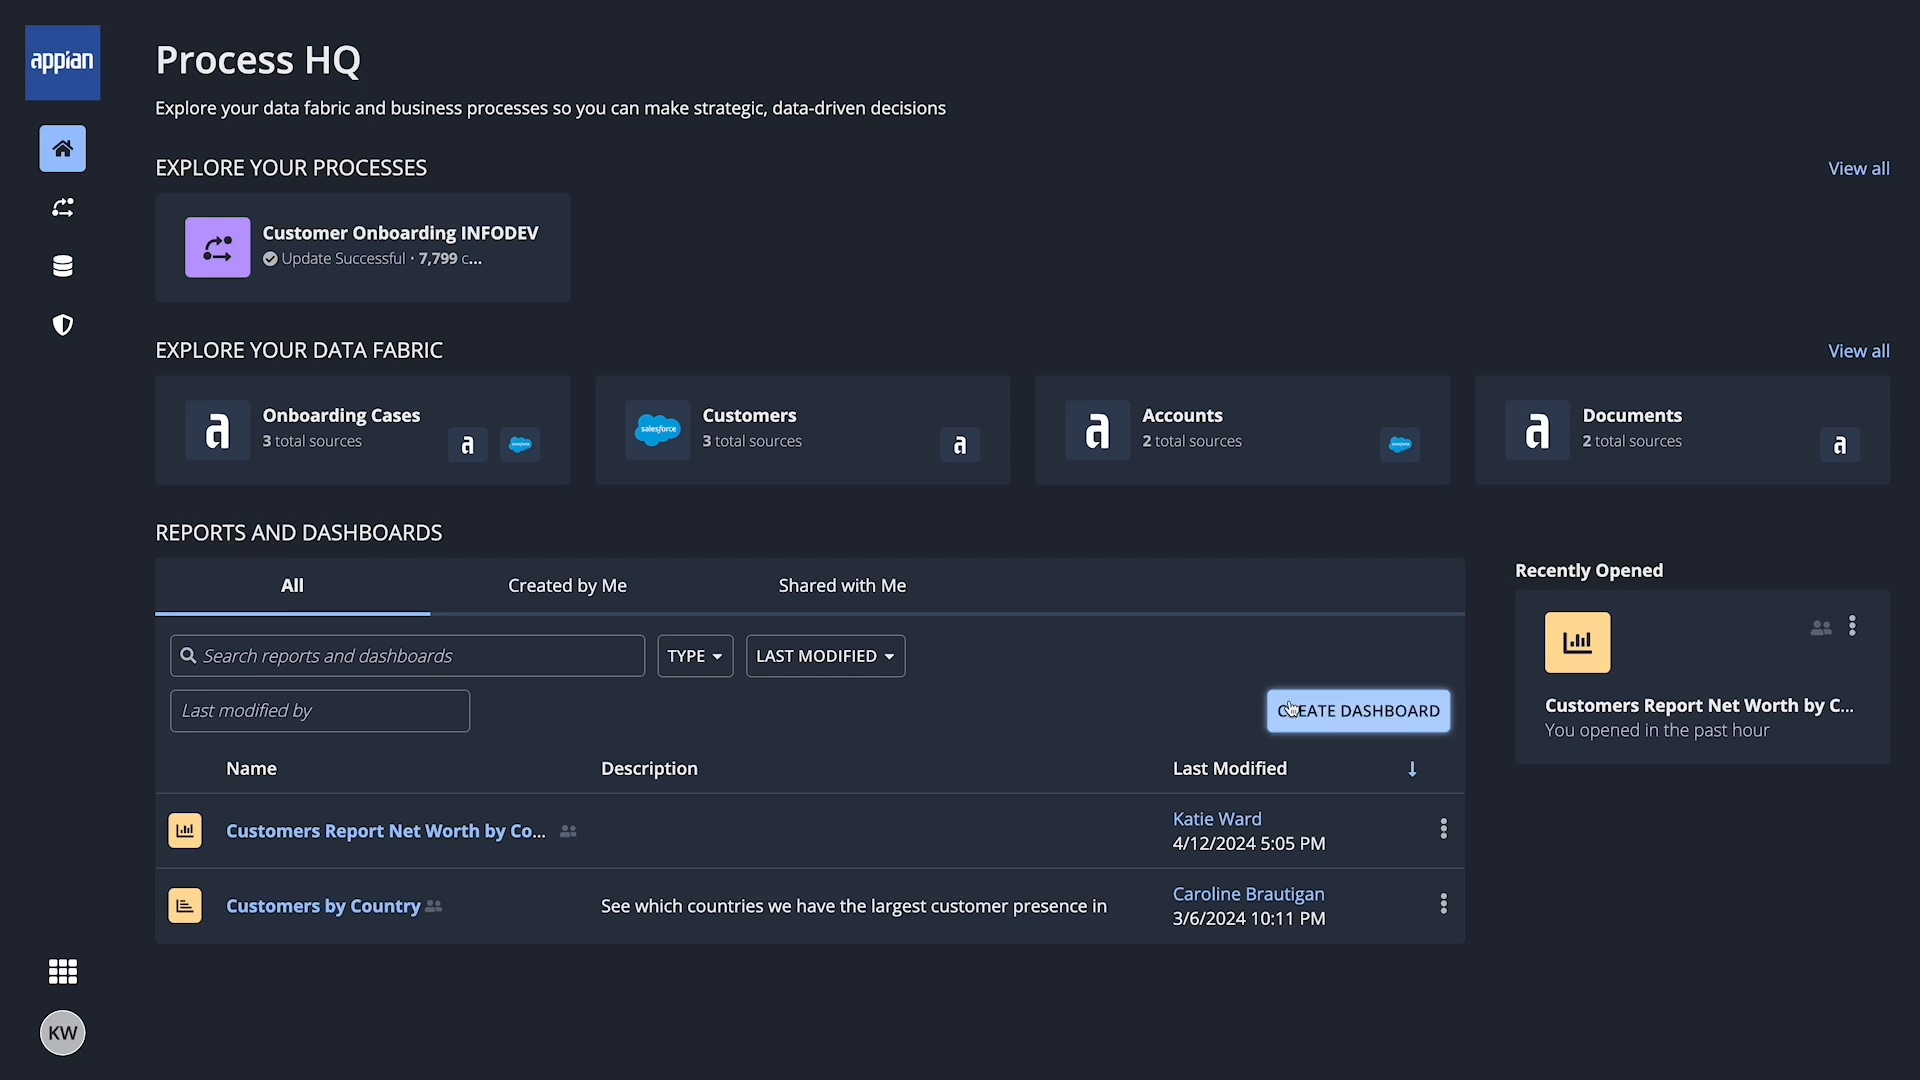 appian
Process HQ
Explore your data fabric and business processes so you can make strategic, data-driven decisions
EXPLORE YOUR PROCESSES
View all
Customer Onboarding INFODEV
Update Successful · 7,799 c...
EXPLORE YOUR DATA FABRIC
View all
a
Onboarding Cases
3 total sources
a
salesforce
Customers
3 total sources
a
a
Accounts
2 total sources
a
Documents
2 total sources
a
REPORTS AND DASHBOARDS
All
Created by Me
Shared with Me
Recently Opened
Search reports and dashboards
TYPE
LAST MODIFIED
Last modified by
CREATE DASHBOARD
Customers Report Net Worth by C...
You opened in the past hour
Name
Description
Last Modified
Customers Report Net Worth by Co...
Katie Ward
4/12/2024 5:05 PM
Customers by Country
See which countries we have the largest customer presence in
Caroline Brautigan
3/6/2024 10:11 PM
KW